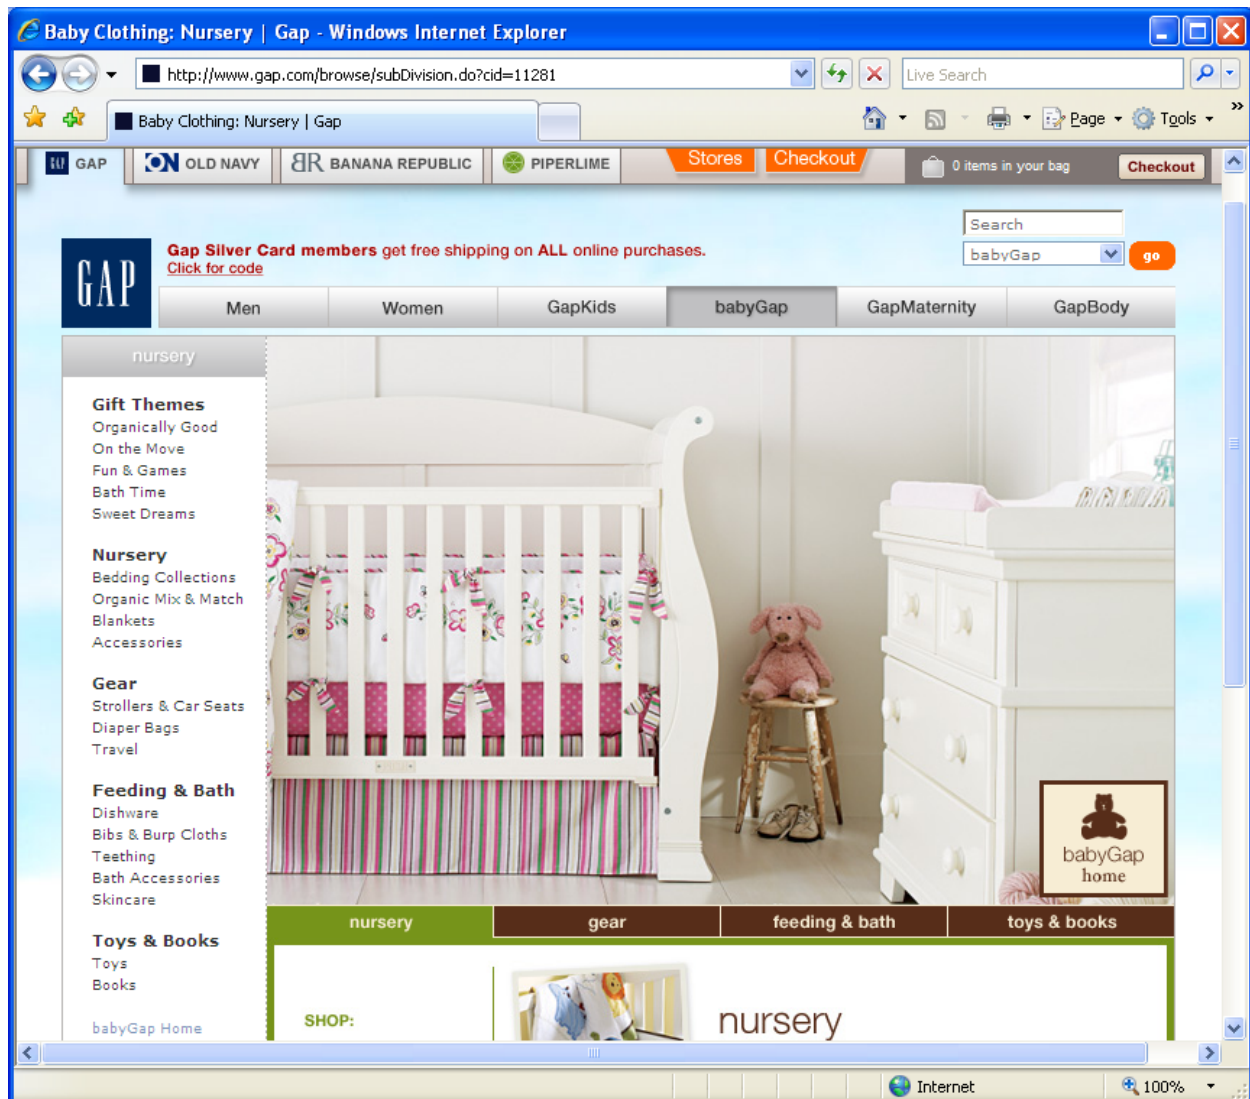 Baby Clothing: Nursery | Gap - Windows Internet Explorer
http://www.gap.com/browse/subDivision.do?cid=11281
Live Search
Baby Clothing: Nursery | Gap
Page
Tools
GAP
ON OLD NAVY
BR BANANA REPUBLIC
PIPERLIME
Stores
Checkout
0 items in your bag
Checkout
Search
Gap Silver Card members get free shipping on ALL online purchases.
Click for code
babyGap
go
GAP
Men
Women
GapKids
babyGap
GapMaternity
GapBody
nursery
Gift Themes
Organically Good
On the Move
Fun & Games
Bath Time
Sweet Dreams
Nursery
Bedding Collections
Organic Mix & Match
Blankets
Accessories
Gear
Strollers & Car Seats
Diaper Bags
Travel
Feeding & Bath
Dishware
Bibs & Burp Cloths
Teething
Bath Accessories
Skincare
Toys & Books
Toys
Books
babyGap Home
babyGap
home
nursery
gear
feeding & bath
toys & books
SHOP:
nursery
Internet
100%